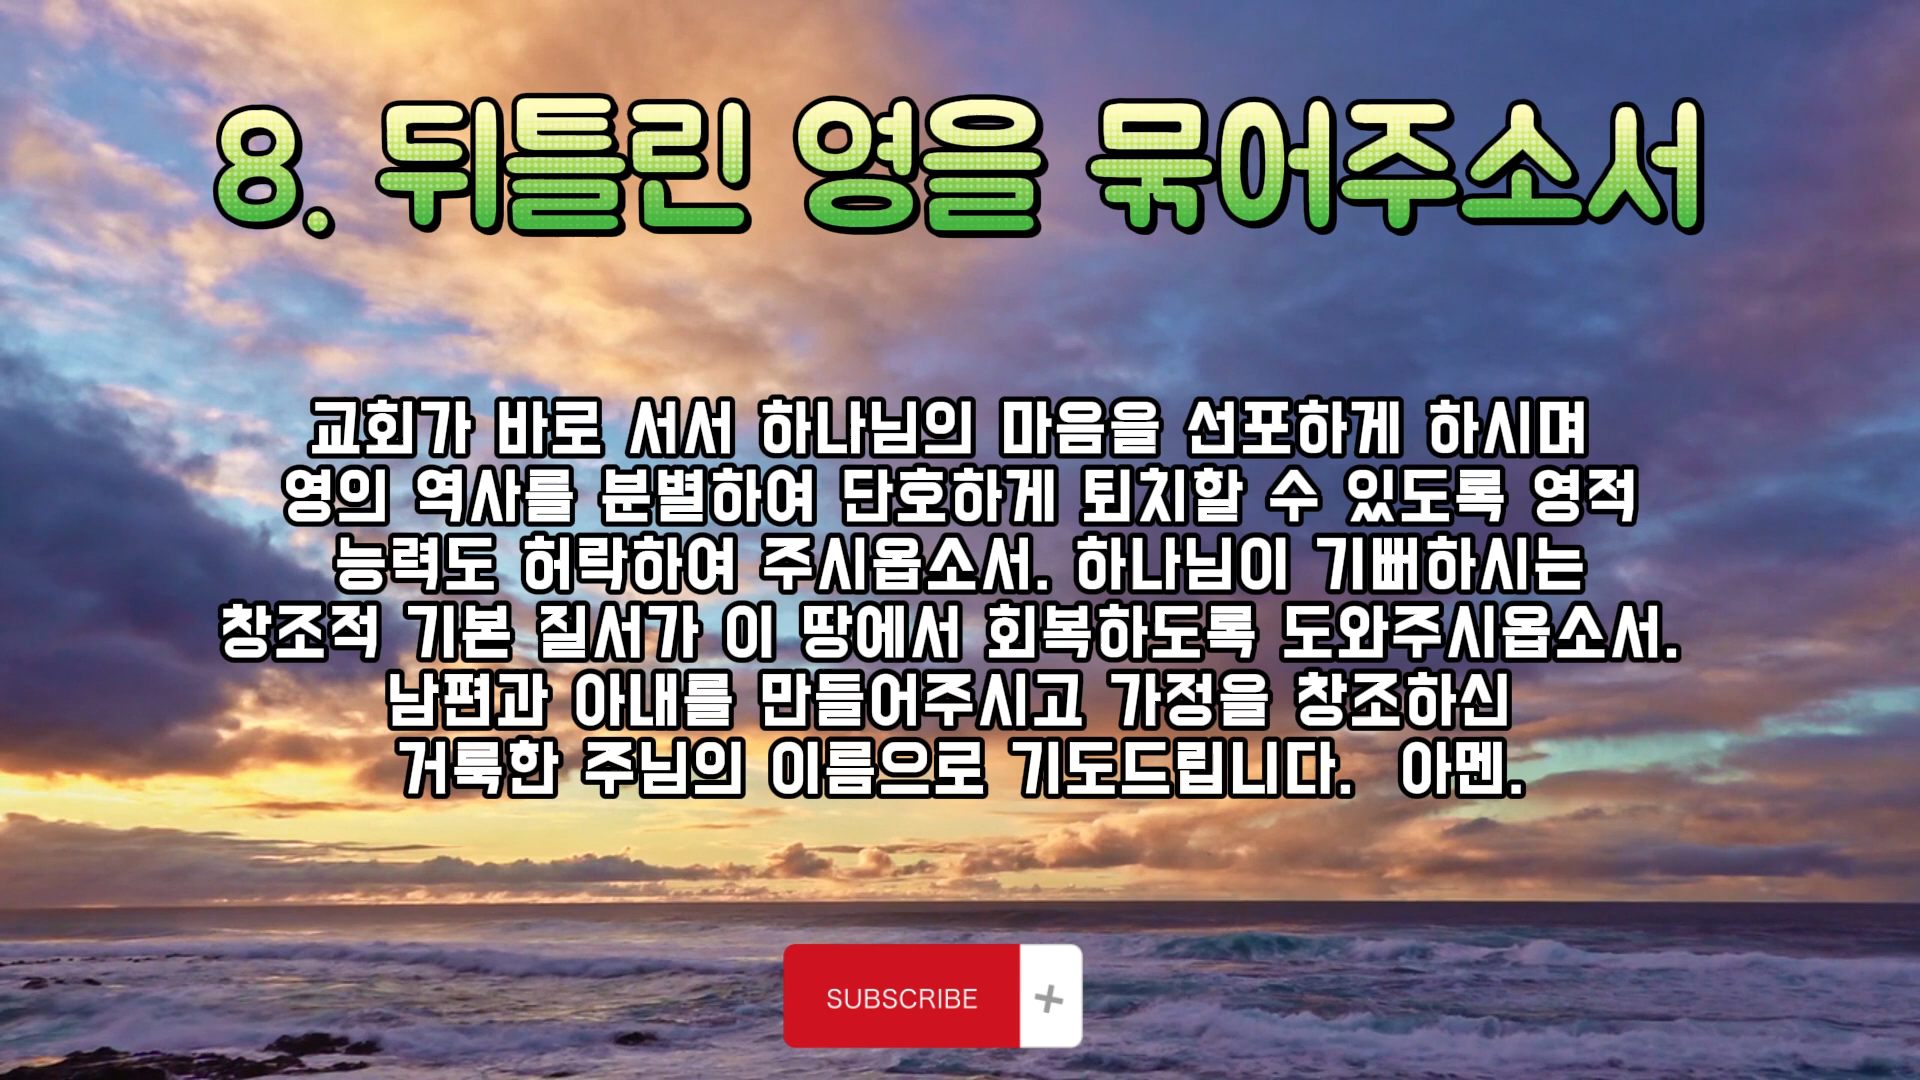 8. 뒤틀린 영을 묶어주소서
교회가 바로 서서 하나님의 마음을 선포하게 하시며
영의 역사를 분별하여 단호하게 퇴치할 수 있도록 영적
능력도 허락하여 주시옵소서. 하나님이 기뻐하시는
창조적 기본 질서가 이 땅에서 회복하도록 도와주시옵소서.
남편과 아내를 만들어주시고 가정을 창조하신
거룩한 주님의 이름으로 기도드립니다. 아멘.
SUBSCRIBE +